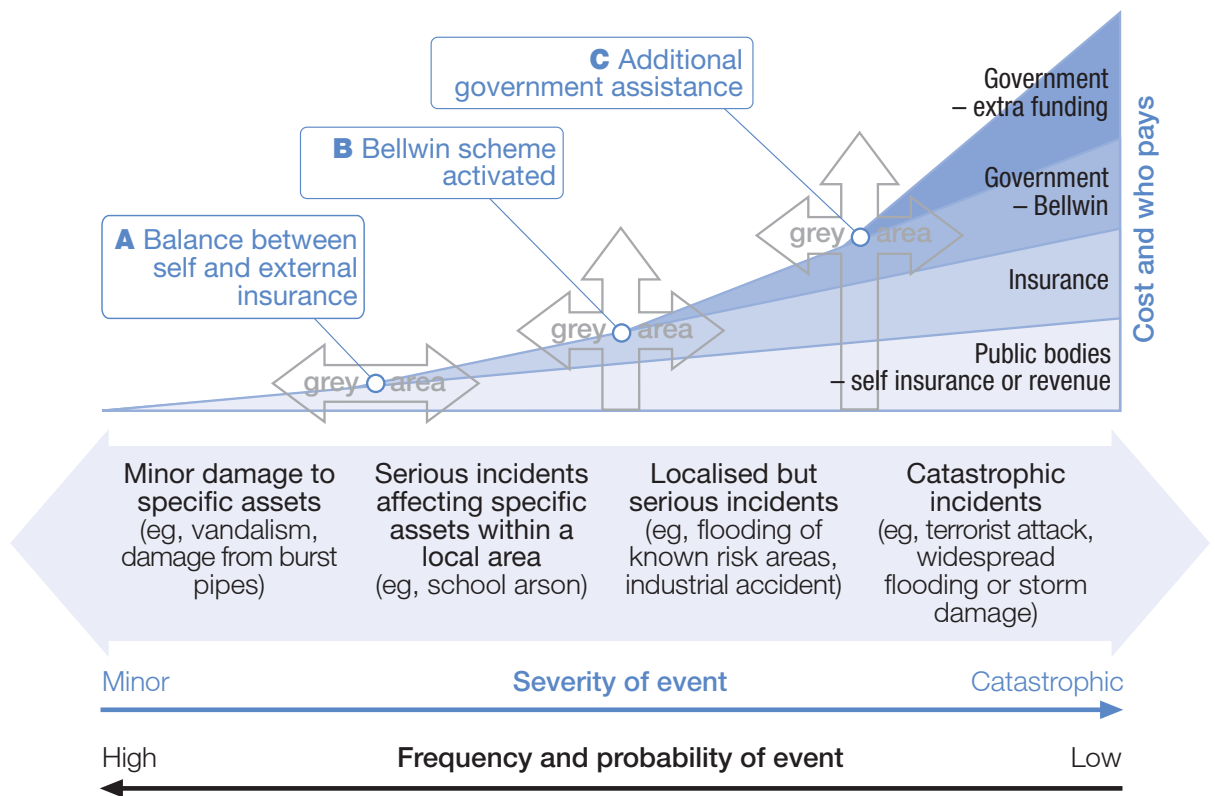 C Additional
government assistance
Government
– extra funding
B Bellwin scheme
activated
Government
– Bellwin
A Balance between
self and external
insurance
grey area
Insurance
grey area
Public bodies
– self insurance or revenue
grey area
Cost and who pays
Minor damage to
specific assets
(eg, vandalism,
damage from burst
pipes)
Serious incidents
affecting specific
assets within a
local area
(eg, school arson)
Localised but
serious incidents
(eg, flooding of
known risk areas,
industrial accident)
Catastrophic
incidents
(eg, terrorist attack,
widespread
flooding or storm
damage)
Minor Severity of event Catastrophic
High Frequency and probability of event Low